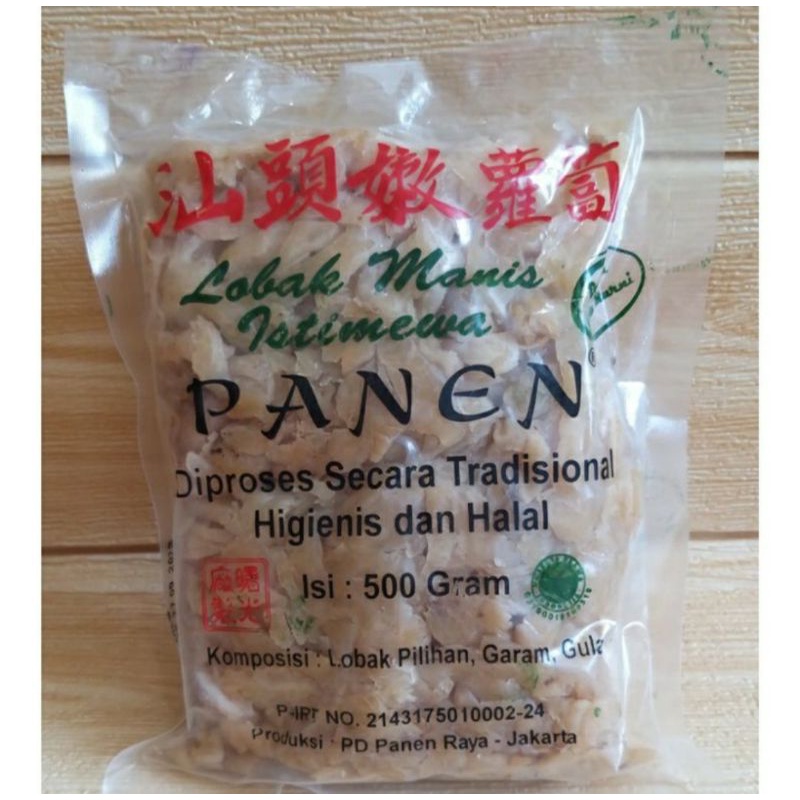 汕頭嫩蘿蔔
Lobak Manis
Istimewa
PANEN®
Diproses Secara Tradisional
Higienis dan Halal
Isi : 500 Gram
Komposisi : Lobak Pilihan, Garam, Gula
P-IRT NO. 2143175010002-24
Produksi : PD Panen Raya - Jakarta